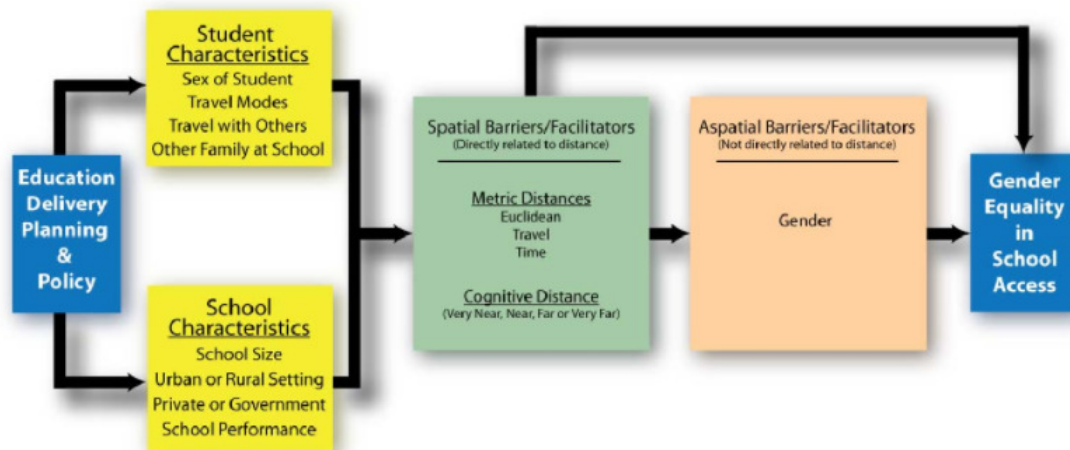 Education
Delivery
Planning
&
Policy
Student
Characteristics
Sex of Student
Travel Modes
Travel with Others
Other Family at School
School
Characteristics
School Size
Urban or Rural Setting
Private or Government
School Performance
Spatial Barriers/Facilitators
(Directly related to distance)
Metric Distances
Euclidean
Travel
Time
Cognitive Distance
(Very Near, Near, Far or Very Far)
Aspatial Barriers/Facilitators
(Not directly related to distance)
Gender
Gender
Equality
in
School
Access